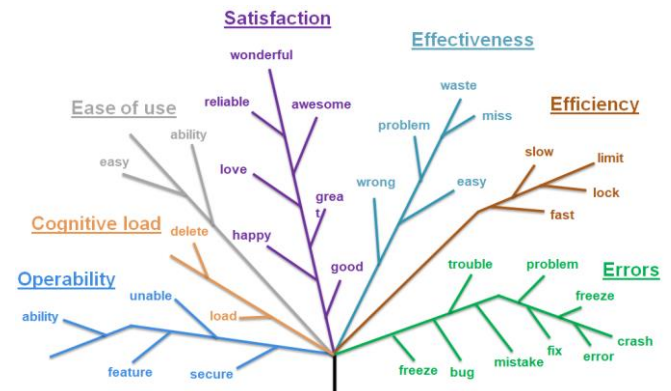 Satisfaction
wonderful
reliable
awesome
love
grea
t
happy
good
Effectiveness
waste
miss
problem
wrong
easy
Efficiency
slow
limit
lock
fast
Ease of use
ability
easy
Cognitive load
delete
load
Operability
unable
ability
feature
secure
Errors
trouble
problem
freeze
crash
error
fix
mistake
bug
freeze